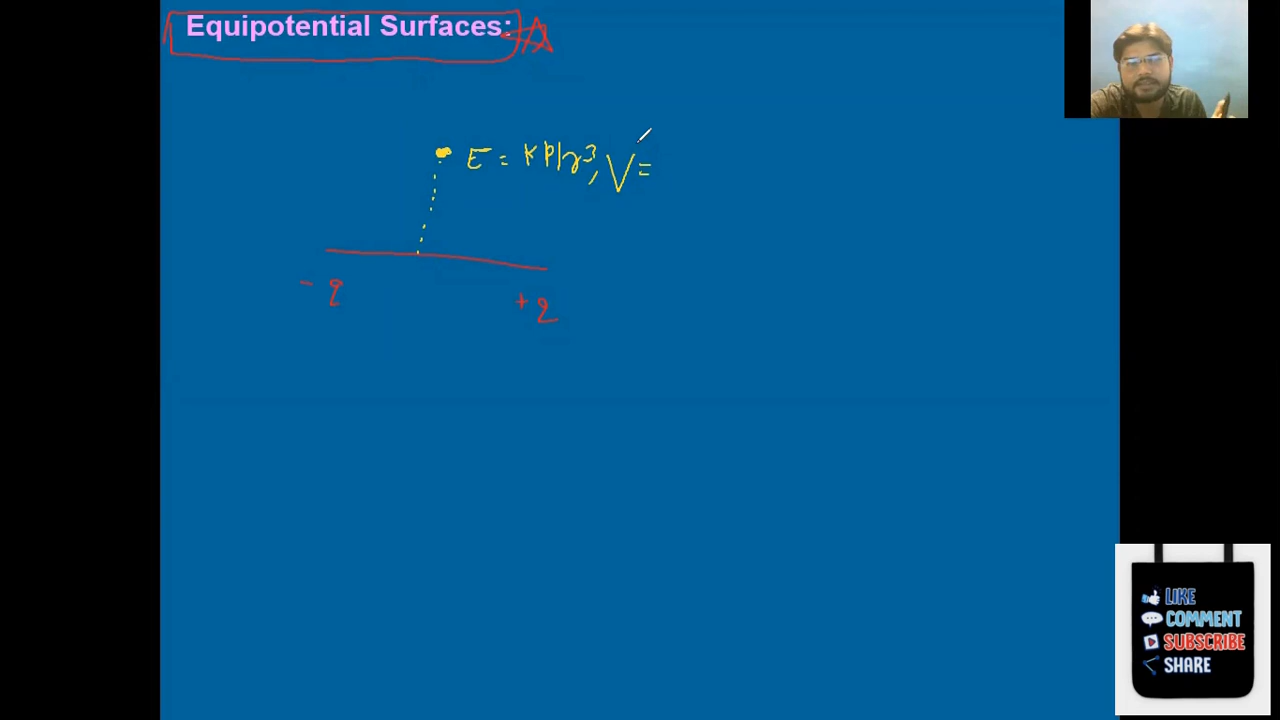 Equipotential Surfaces:
E = KP/r3, V =
- q
+ q
LIKE
COMMENT
SUBSCRIBE
SHARE